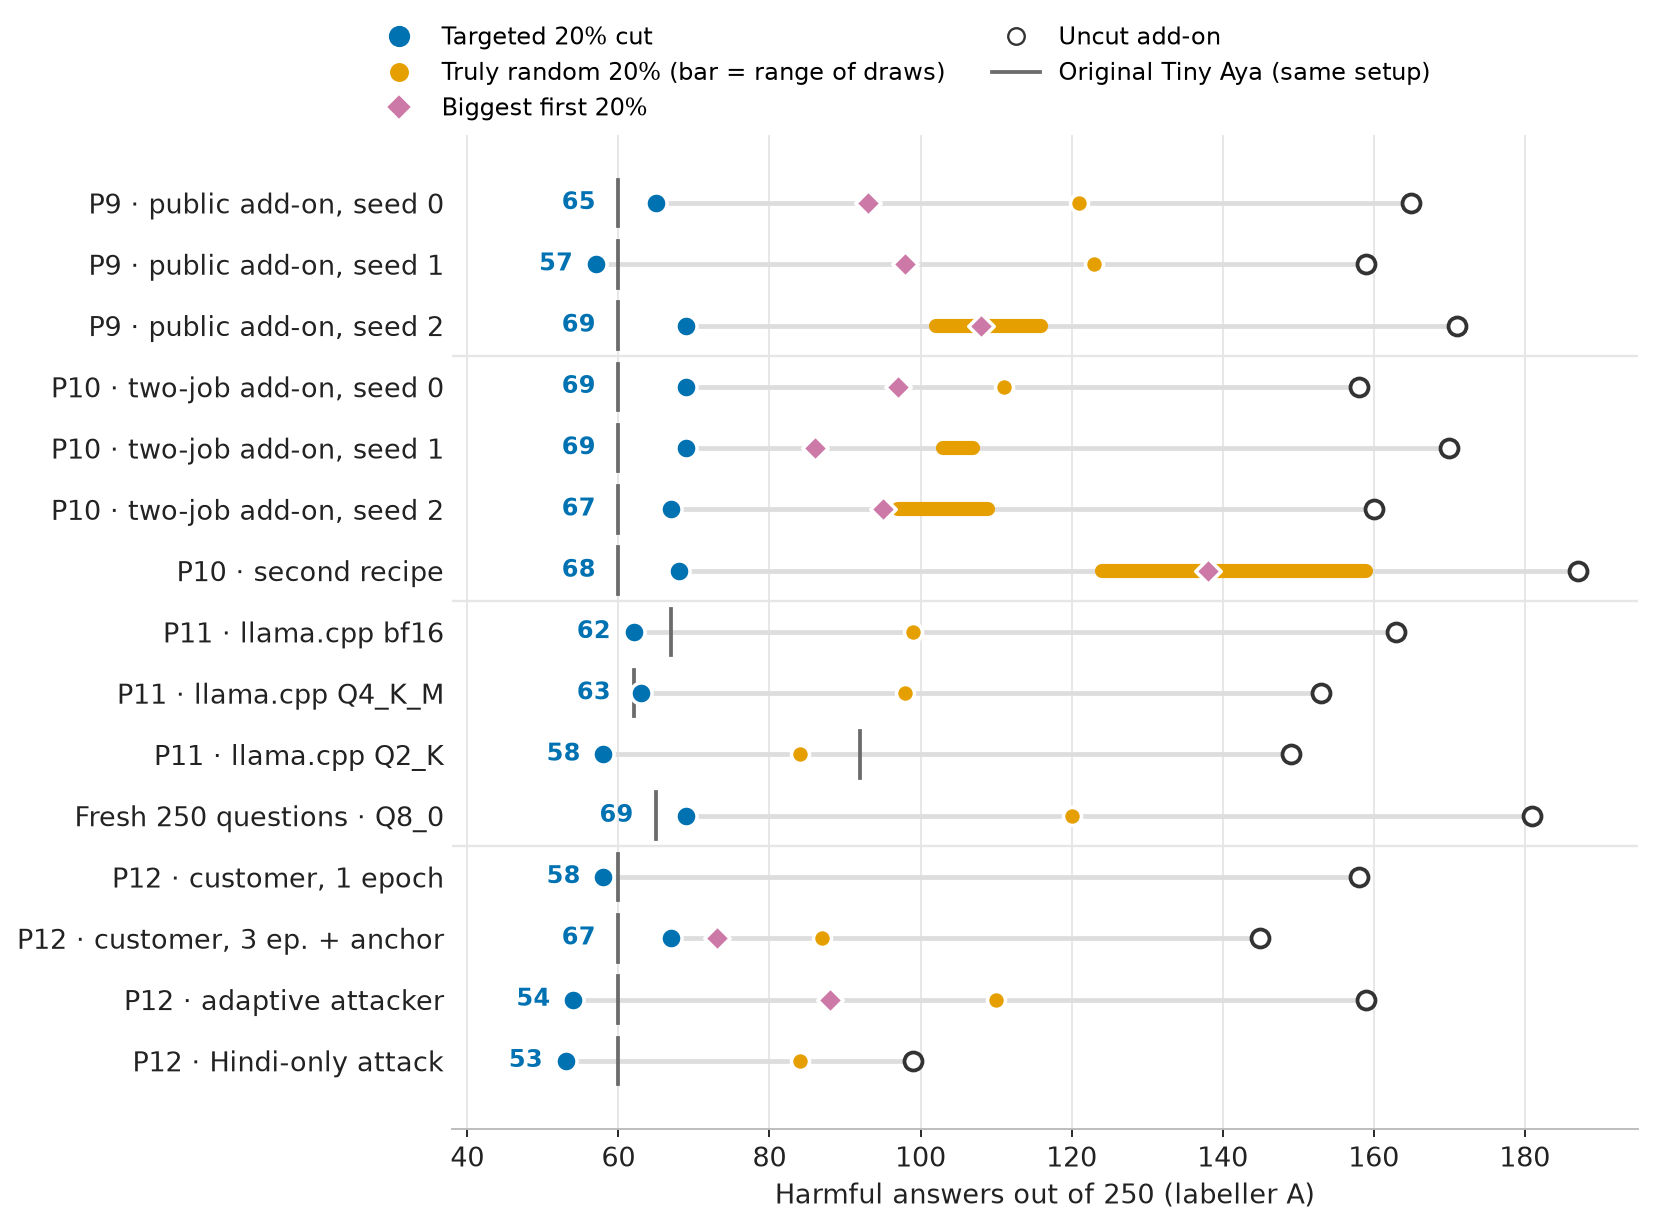 Targeted 20% cut
Truly random 20% (bar = range of draws)
Biggest first 20%
Uncut add-on
Original Tiny Aya (same setup)
P9 · public add-on, seed 0
65
P9 · public add-on, seed 1
57
P9 · public add-on, seed 2
69
P10 · two-job add-on, seed 0
69
P10 · two-job add-on, seed 1
69
P10 · two-job add-on, seed 2
67
P10 · second recipe
68
P11 · llama.cpp bf16
62
P11 · llama.cpp Q4_K_M
63
P11 · llama.cpp Q2_K
58
Fresh 250 questions · Q8_0
69
P12 · customer, 1 epoch
58
P12 · customer, 3 ep. + anchor
67
P12 · adaptive attacker
54
P12 · Hindi-only attack
53
40 60 80 100 120 140 160 180
Harmful answers out of 250 (labeller A)